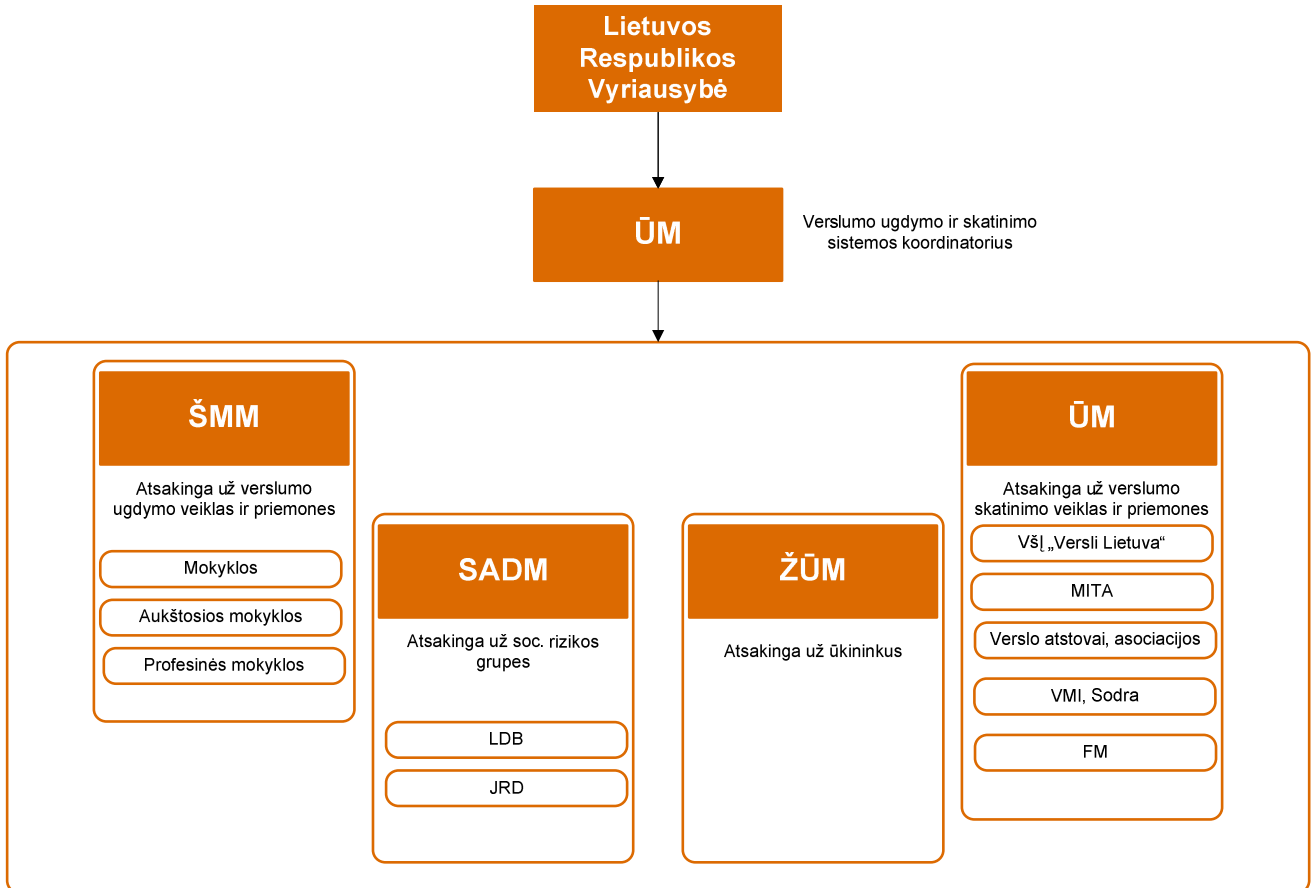 Lietuvos
Respublikos
Vyriausybė
ŪM
Verslumo ugdymo ir skatinimo
sistemos koordinatorius
ŠMM
Atsakinga už verslumo
ugdymo veiklas ir priemones
Mokyklos
Aukštosios mokyklos
Profesinės mokyklos
SADM
Atsakinga už soc. rizikos
grupes
LDB
JRD
ŽŪM
Atsakinga už ūkininkus
ŪM
Atsakinga už verslumo
skatinimo veiklas ir priemones
VšĮ „Versli Lietuva“
MITA
Verslo atstovai, asociacijos
VMI, Sodra
FM